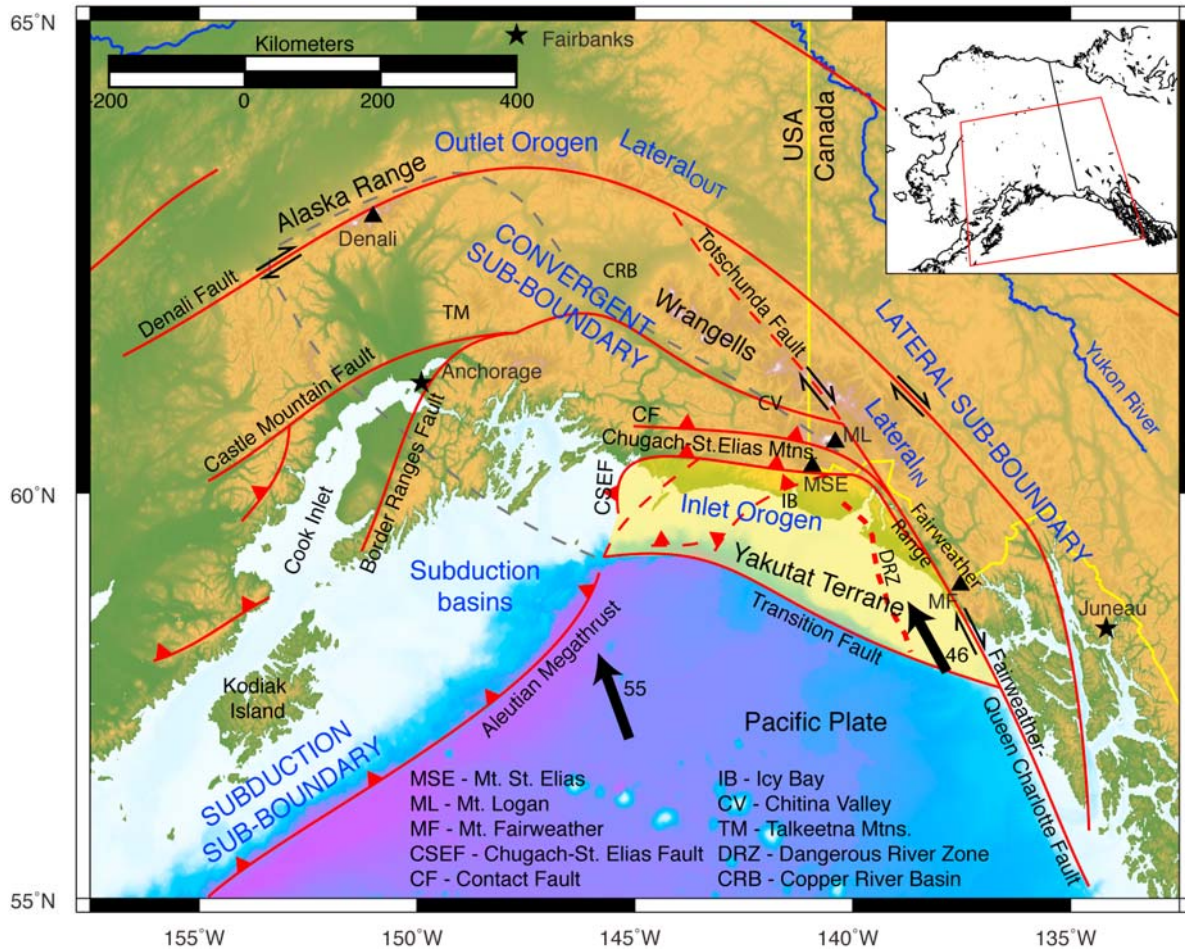 65˚N
60˚N
55˚N
155˚W
150˚W
145˚W
140˚W
135˚W
Kilometers
-200
0
200
400
Fairbanks
USA
Canada
Outlet Orogen
Lateral OUT
Alaska Range
Denali
Denali Fault
CONVERGENT
SUB-BOUNDARY
CRB
TM
Totschunda Fault
Wrangells
LATERAL SUB-BOUNDARY
Yukon River
Castle Mountain Fault
Anchorage
Border Ranges Fault
Cook Inlet
CV
CF
ML
Chugach-St.Elias Mtns.
Lateral IN
CSEF
MSE
IB
Inlet Orogen
Fairweather
Range
DRZ
Yakutat Terrane
MF
Juneau
Subduction
basins
Transition Fault
46
Fairweather-
Queen Charlotte Fault
Kodiak
Island
Aleutian Megathrust
55
Pacific Plate
SUBDUCTION
SUB-BOUNDARY
MSE - Mt. St. Elias
ML - Mt. Logan
MF - Mt. Fairweather
CSEF - Chugach-St. Elias Fault
CF - Contact Fault
IB - Icy Bay
CV - Chitina Valley
TM - Talkeetna Mtns.
DRZ - Dangerous River Zone
CRB - Copper River Basin